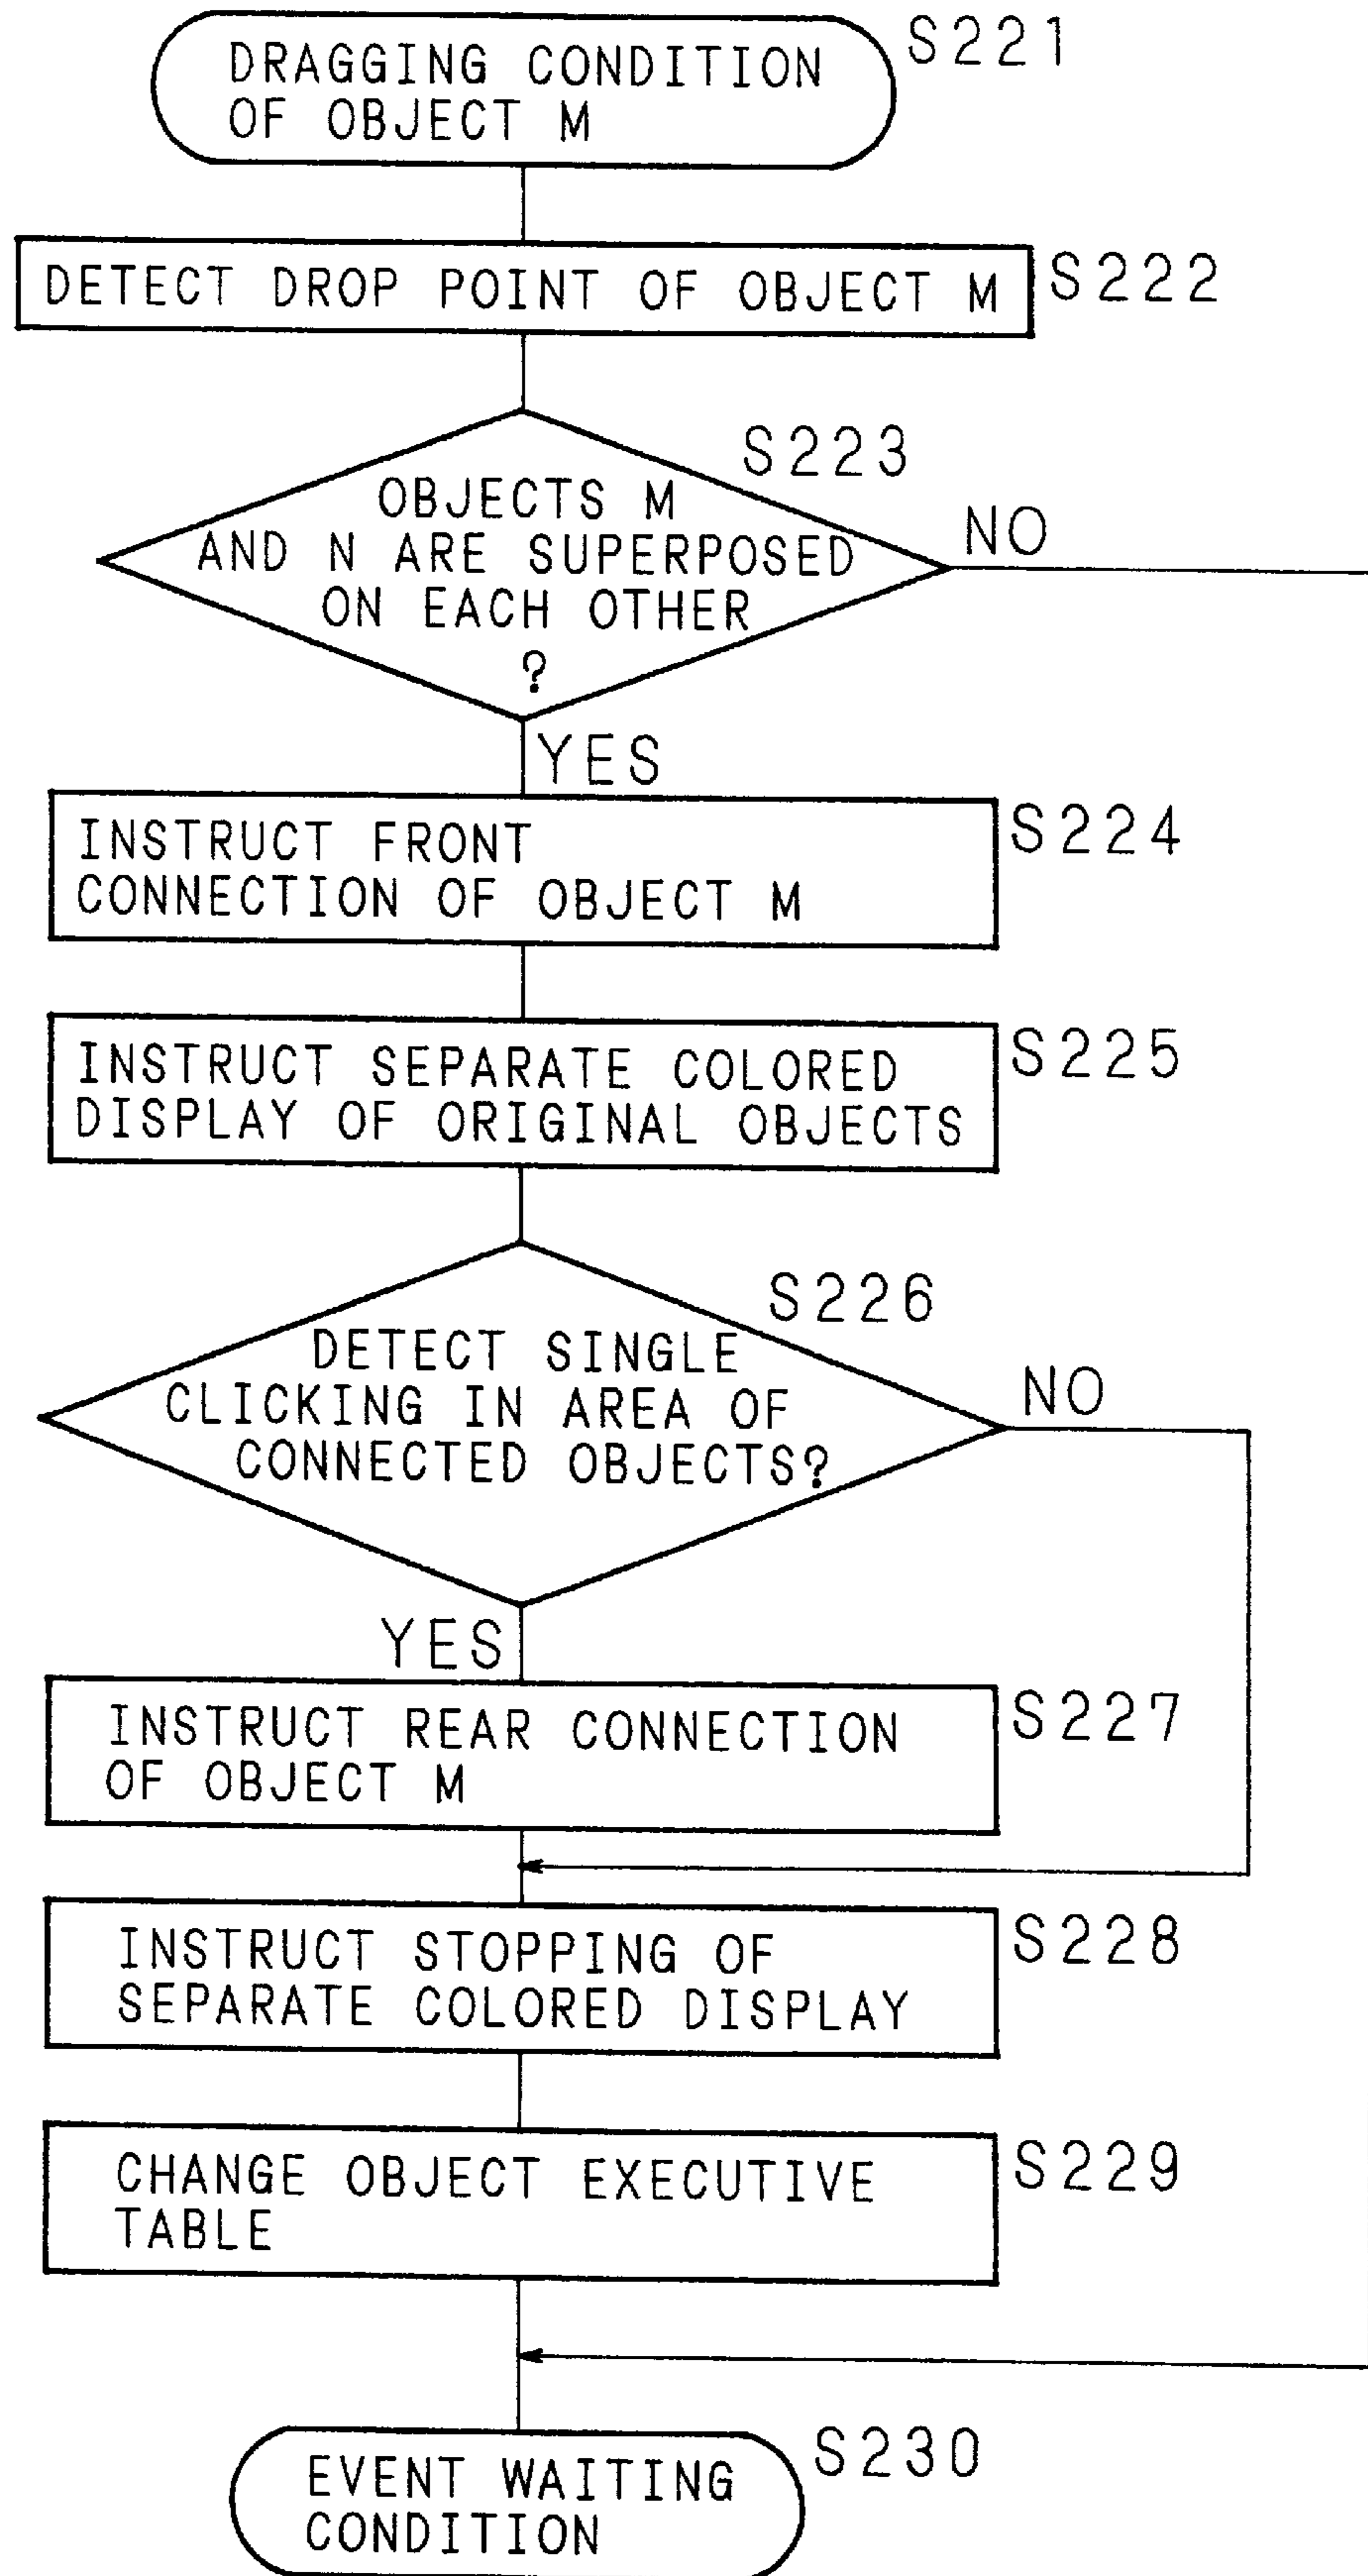 S221
DRAGGING CONDITION
OF OBJECT M
DETECT DROP POINT OF OBJECT M
S222
S223
OBJECTS M
AND N ARE SUPERPOSED
ON EACH OTHER
?
NO
YES
INSTRUCT FRONT
CONNECTION OF OBJECT M
S224
INSTRUCT SEPARATE COLORED
DISPLAY OF ORIGINAL OBJECTS
S225
S226
DETECT SINGLE
CLICKING IN AREA OF
CONNECTED OBJECTS?
NO
YES
INSTRUCT REAR CONNECTION
OF OBJECT M
S227
INSTRUCT STOPPING OF
SEPARATE COLORED DISPLAY
S228
CHANGE OBJECT EXECUTIVE
TABLE
S229
EVENT WAITING
CONDITION
S230